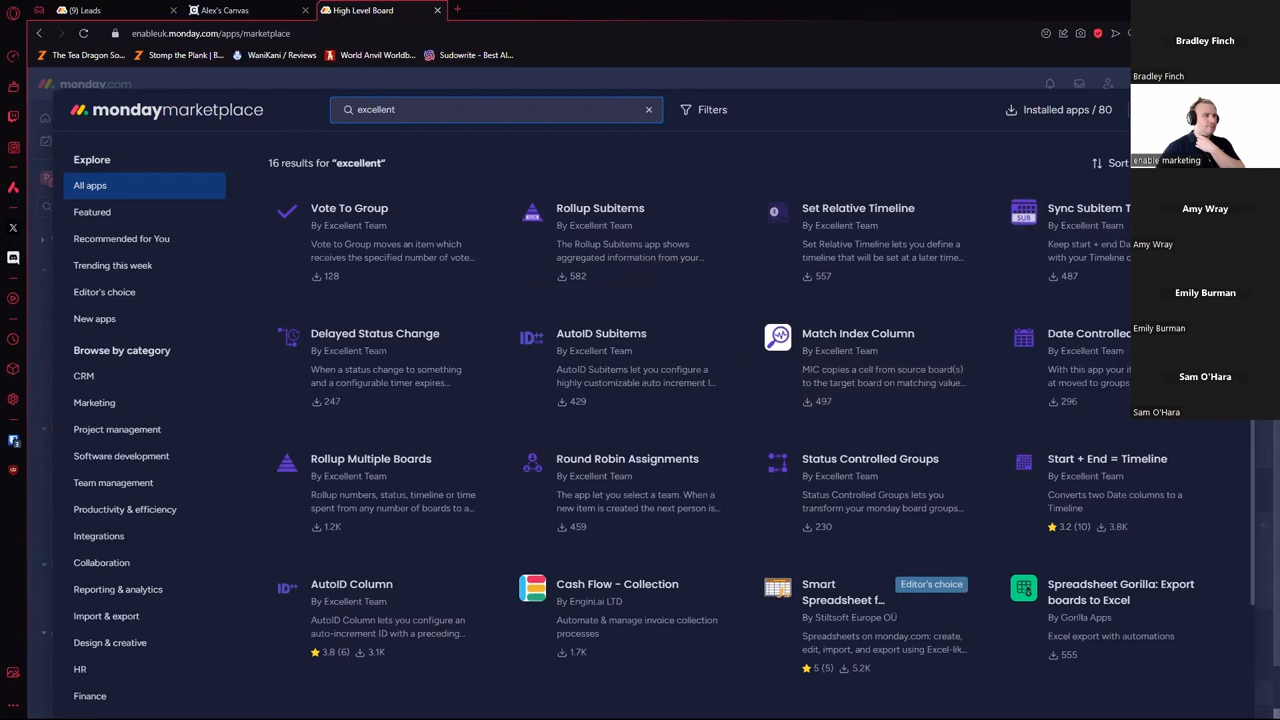 (9) Leads
Alex's Canvas
High Level Board
enableuk.monday.com/apps/marketplace
The Tea Dragon So...
Stomp the Plank | B...
WaniKani / Reviews
World Anvil Worldb...
Sudowrite - Best AI...
monday.com
mondaymarketplace
excellent
Filters
Installed apps / 80
Explore
All apps
Featured
Recommended for You
Trending this week
Editor's choice
New apps
Browse by category
CRM
Marketing
Project management
Software development
Team management
Productivity & efficiency
Integrations
Collaboration
Reporting & analytics
Import & export
Design & creative
HR
Finance
16 results for “excellent”
Sort
Vote To Group
By Excellent Team
Vote to Group moves an item which
receives the specified number of vote...
128
Rollup Subitems
By Excellent Team
The Rollup Subitems app shows
aggregated information from your...
582
Set Relative Timeline
By Excellent Team
Set Relative Timeline lets you define a
timeline that will be set at a later time...
557
Sync Subitem T
By Excellent Team
Keep start + end Da
with your Timeline c
487
Delayed Status Change
By Excellent Team
When a status change to something
and a configurable timer expires...
247
AutoID Subitems
By Excellent Team
AutoID Subitems let you configure a
highly customizable auto increment I...
429
Match Index Column
By Excellent Team
MIC copies a cell from source board(s)
to the target board on matching value...
497
Date Controlled
By Excellent Team
With this app your it
at moved to groups
296
Rollup Multiple Boards
By Excellent Team
Rollup numbers, status, timeline or time
spent from any number of boards to a...
1.2K
Round Robin Assignments
By Excellent Team
The app let you select a team. When a
new item is created the next person is...
459
Status Controlled Groups
By Excellent Team
Status Controlled Groups lets you
transform your monday board groups...
230
Start + End = Timeline
By Excellent Team
Converts two Date columns to a
Timeline
3.2 (10) 3.8K
AutoID Column
By Excellent Team
AutoID Column lets you configure an
auto-increment ID with a preceding...
3.8 (6) 3.1K
Cash Flow - Collection
By Engini.ai LTD
Automate & manage invoice collection
processes
1.7K
Smart
Spreadsheet f...
Editor's choice
By Stiltsoft Europe OÜ
Spreadsheets on monday.com: create,
edit, import, and export using Excel-lik...
5 (5) 5.2K
Spreadsheet Gorilla: Export
boards to Excel
By Gorilla Apps
Excel export with automations
555
Bradley Finch
Bradley Finch
enable marketing
Amy Wray
Amy Wray
Emily Burman
Emily Burman
Sam O'Hara
Sam O'Hara